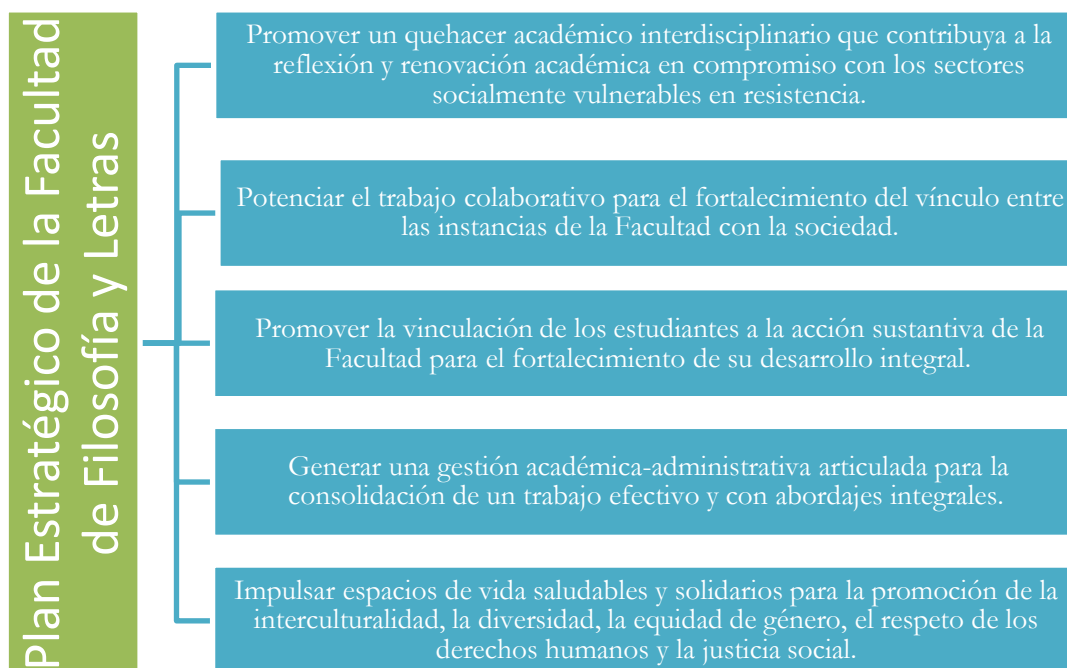 Plan Estratégico de la Facultad
de Filosofía y Letras
Promover un quehacer académico interdisciplinario que contribuya a la
reflexión y renovación académica en compromiso con los sectores
socialmente vulnerables en resistencia.
Potenciar el trabajo colaborativo para el fortalecimiento del vínculo entre
las instancias de la Facultad con la sociedad.
Promover la vinculación de los estudiantes a la acción sustantiva de la
Facultad para el fortalecimiento de su desarrollo integral.
Generar una gestión académica-administrativa articulada para la
consolidación de un trabajo efectivo y con abordajes integrales.
Impulsar espacios de vida saludables y solidarios para la promoción de la
interculturalidad, la diversidad, la equidad de género, el respeto de los
derechos humanos y la justicia social.